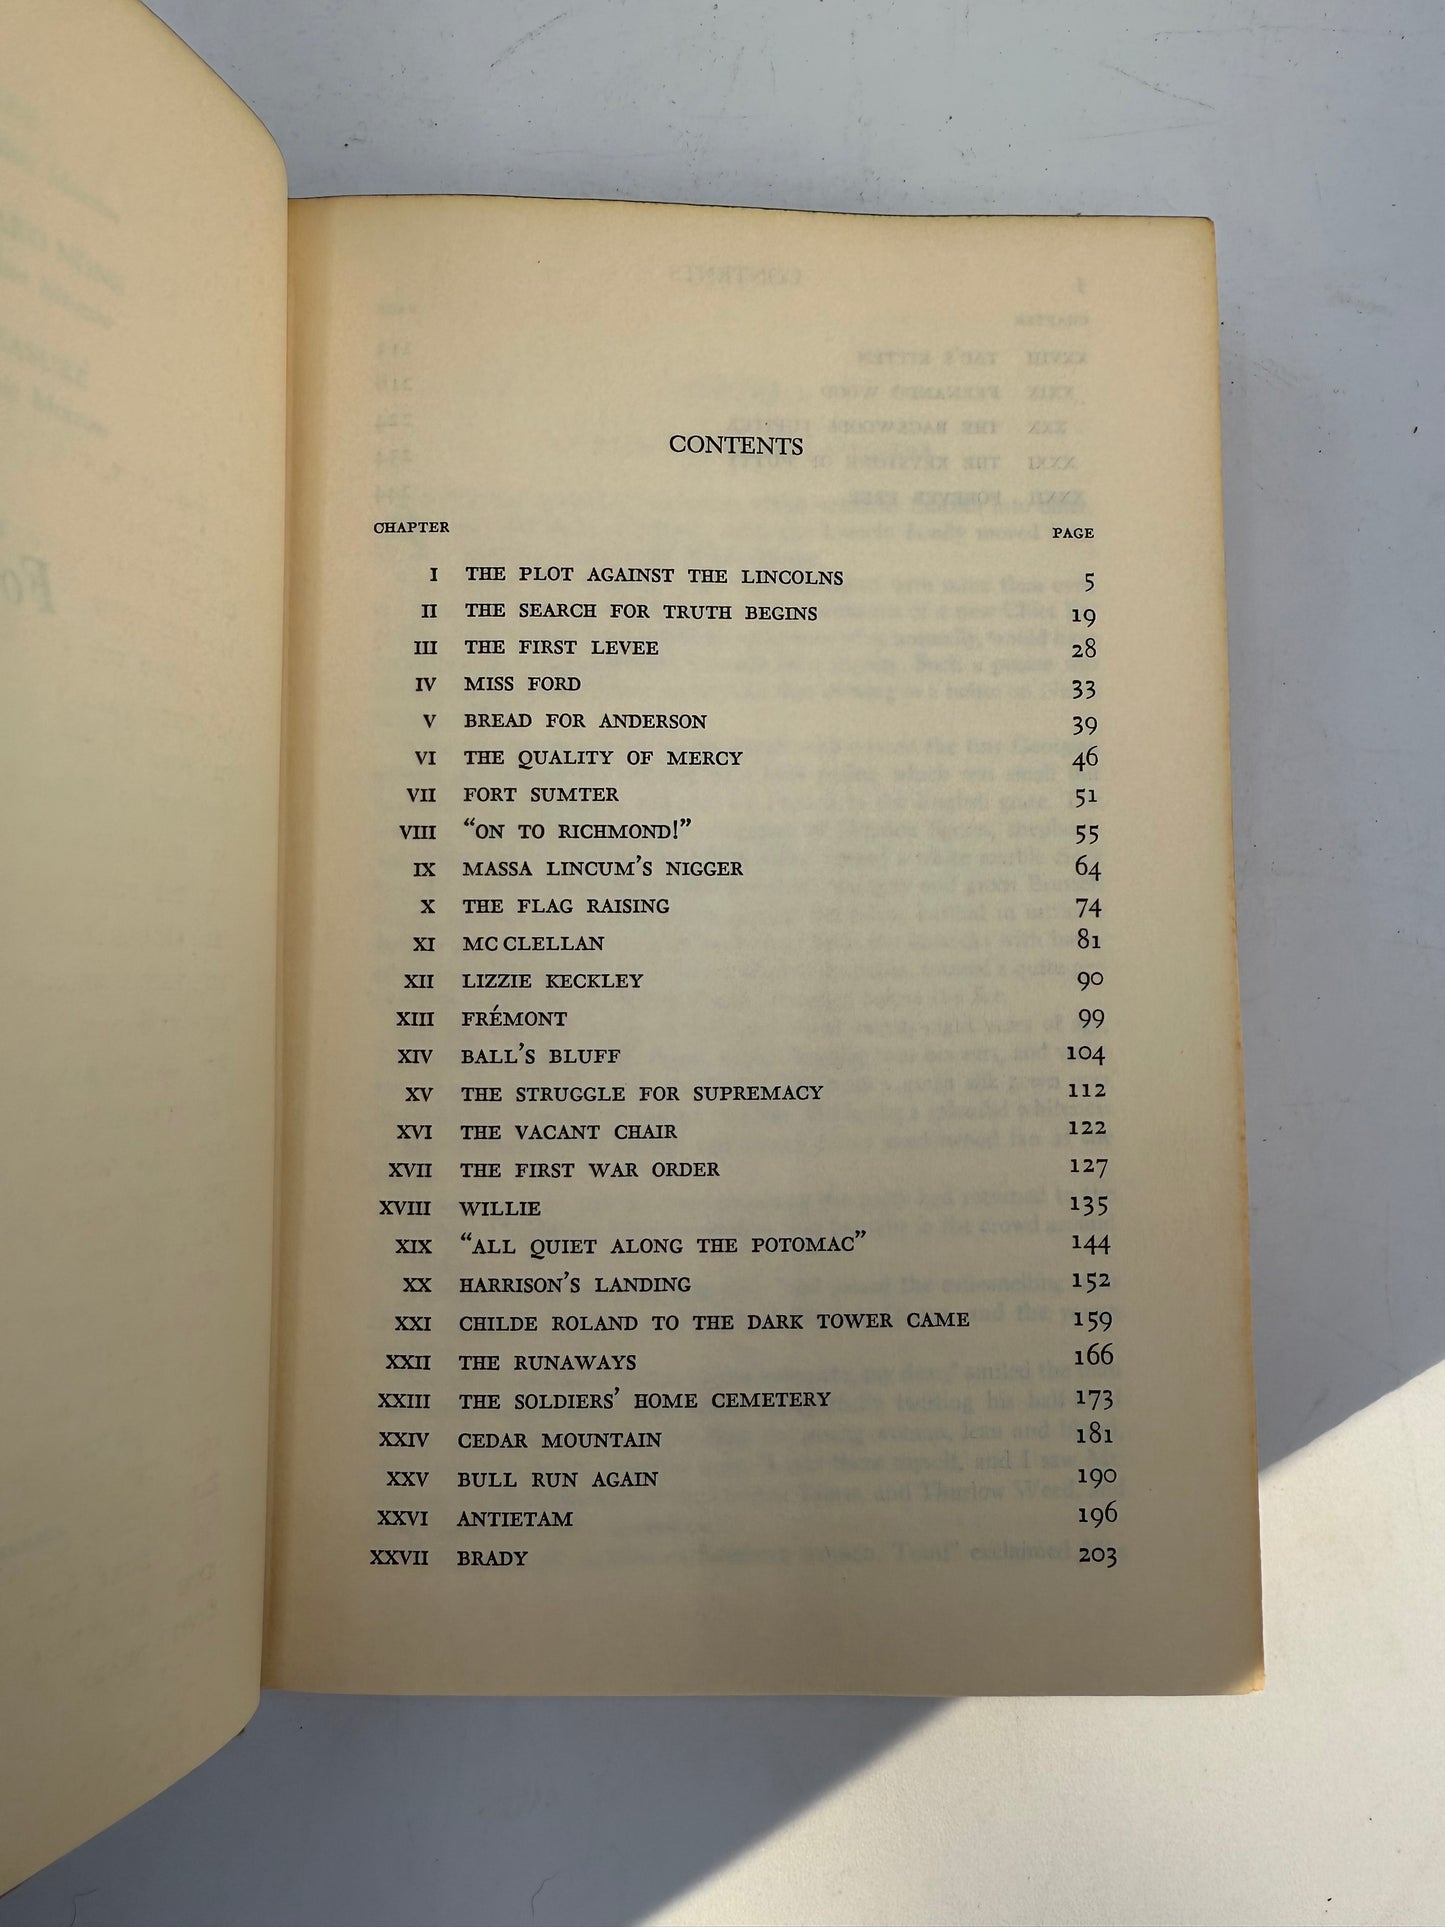 CONTENTS
CHAPTER PAGE
I THE PLOT AGAINST THE LINCOLNS 5
II THE SEARCH FOR TRUTH BEGINS 19
III THE FIRST LEVEE 28
IV MISS FORD 33
V BREAD FOR ANDERSON 39
VI THE QUALITY OF MERCY 46
VII FORT SUMTER 51
VIII “ON TO RICHMOND!” 55
IX MASSA LINCUM’S NIGGER 64
X THE FLAG RAISING 74
XI MC CLELLAN 81
XII LIZZIE KECKLEY 90
XIII FRÉMONT 99
XIV BALL’S BLUFF 104
XV THE STRUGGLE FOR SUPREMACY 112
XVI THE VACANT CHAIR 122
XVII THE FIRST WAR ORDER 127
XVIII WILLIE 135
XIX “ALL QUIET ALONG THE POTOMAC” 144
XX HARRISON’S LANDING 152
XXI CHILDE ROLAND TO THE DARK TOWER CAME 159
XXII THE RUNAWAYS 166
XXIII THE SOLDIERS’ HOME CEMETERY 173
XXIV CEDAR MOUNTAIN 181
XXV BULL RUN AGAIN 190
XXVI ANTIETAM 196
XXVII BRADY 203